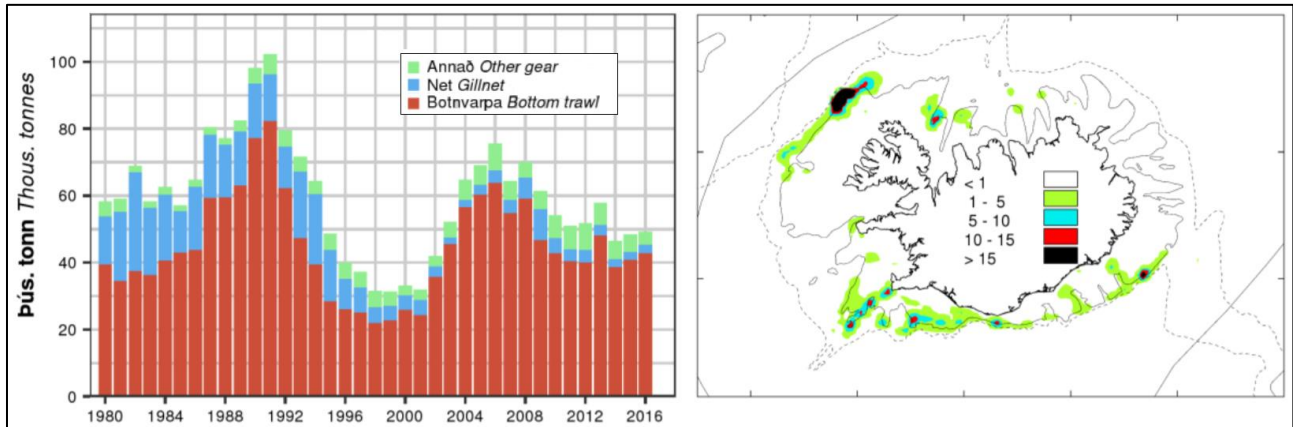 Þús. tonn Thous. tonnes
100
80
60
40
20
0
Annað Other gear
Net Gillnet
Botnvarpa Bottom trawl
1980 1984 1988 1992 1996 2000 2004 2008 2012 2016
< 1
1 - 5
5 - 10
10 - 15
> 15